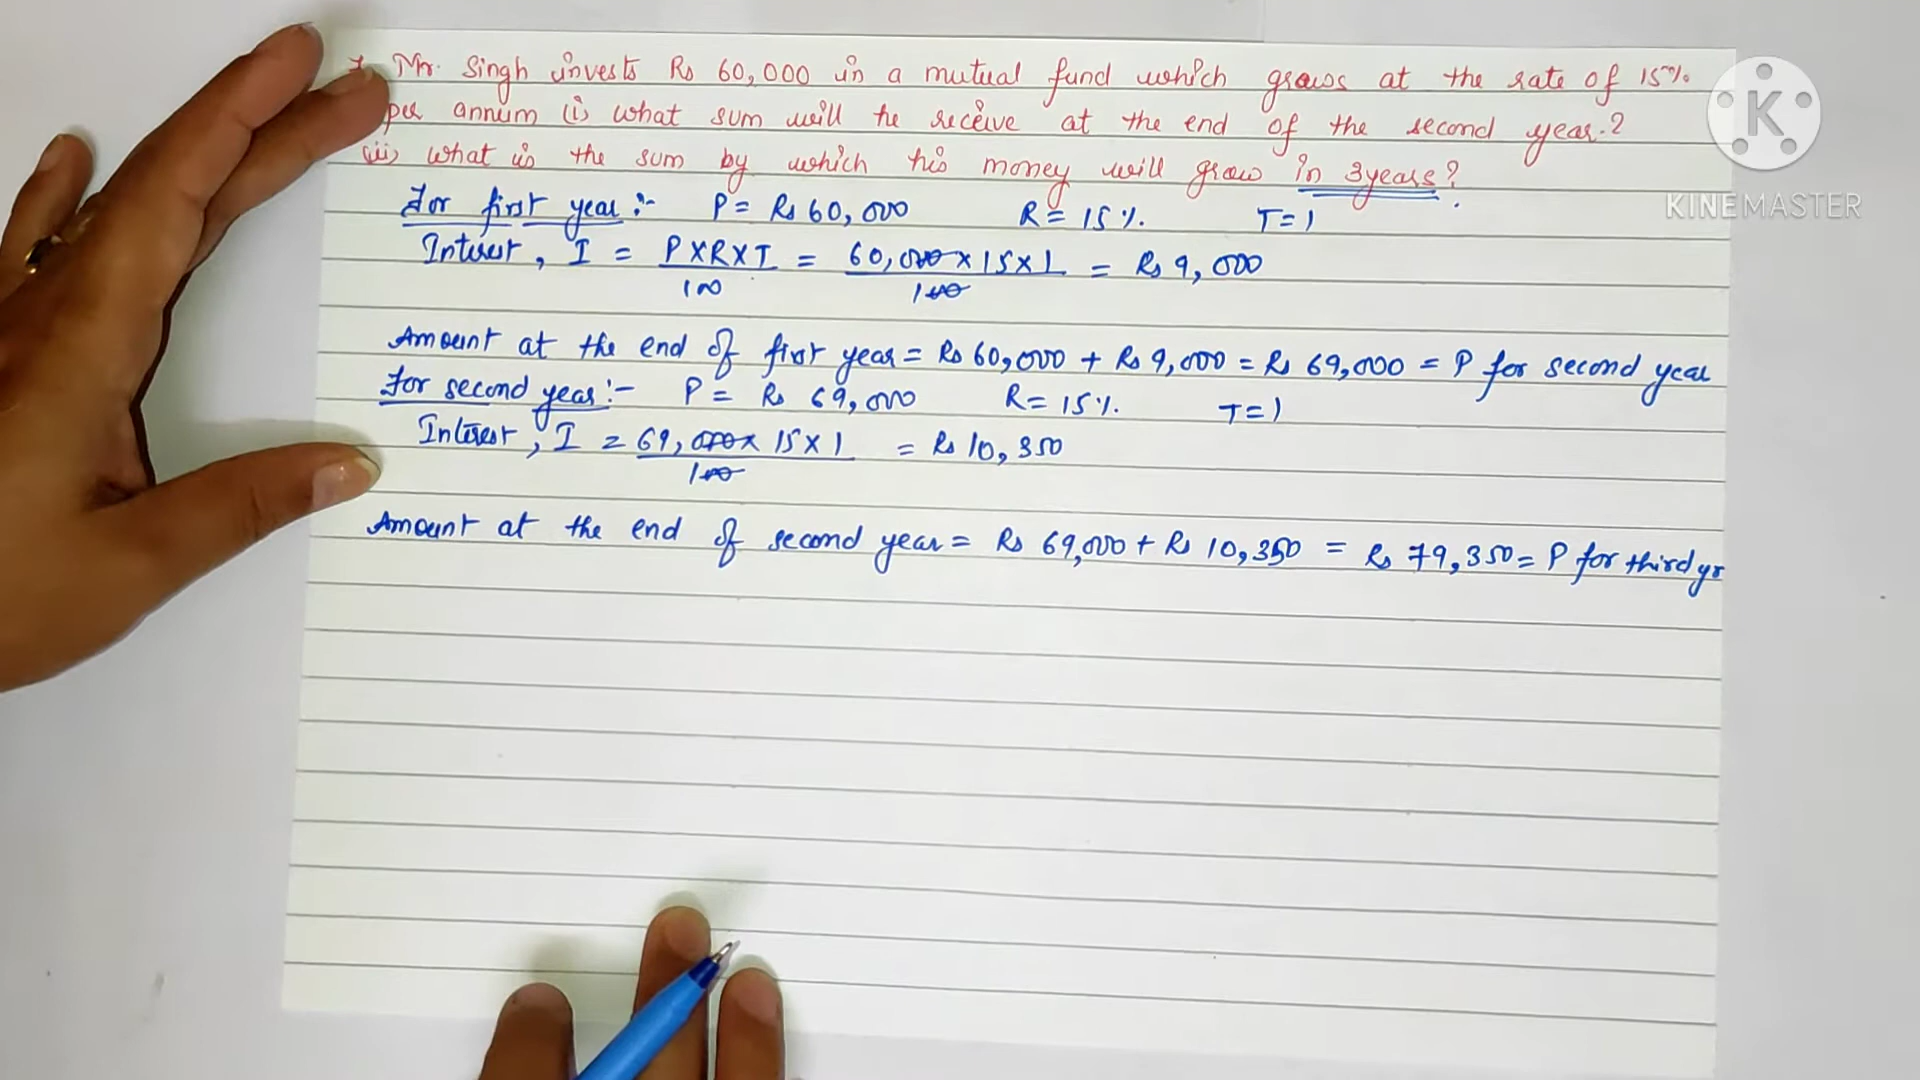 Mr. Singh invests Rs 60,000 in a mutual fund which grows at the rate of 15%
per annum (i) what sum will he receive at the end of the second year.?
(ii) what is the sum by which his money will grow in 3years?
For first year :- P = Rs 60,000 R = 15%. T=1
Interest, I = P×R×T/100 = 60,000×15×1/100 = Rs 9,000
Amount at the end of first year = Rs 60,000 + Rs 9,000 = Rs 69,000 = P for second year
For second year :- P = Rs 69,000 R = 15%. T=1
Interest, I = 69,000×15×1/100 = Rs 10,350
Amount at the end of second year = Rs 69,000 + Rs 10,350 = Rs 79,350 = P for third yr
K
KINEMASTER